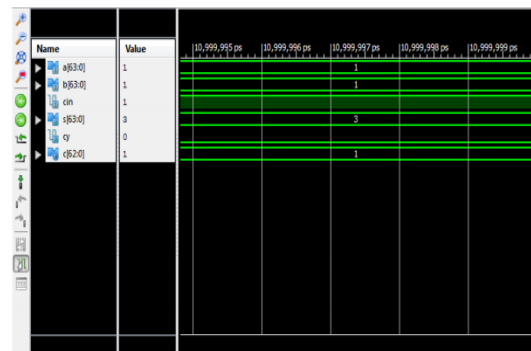 Name Value 10,999,995 ps 10,999,996 ps 10,999,997 ps 10,999,998 ps 10,999,999 ps
a[63:0] 1 1
b[63:0] 1 1
cin 1
s[63:0] 3 3
cy 0
c[62:0] 1 1